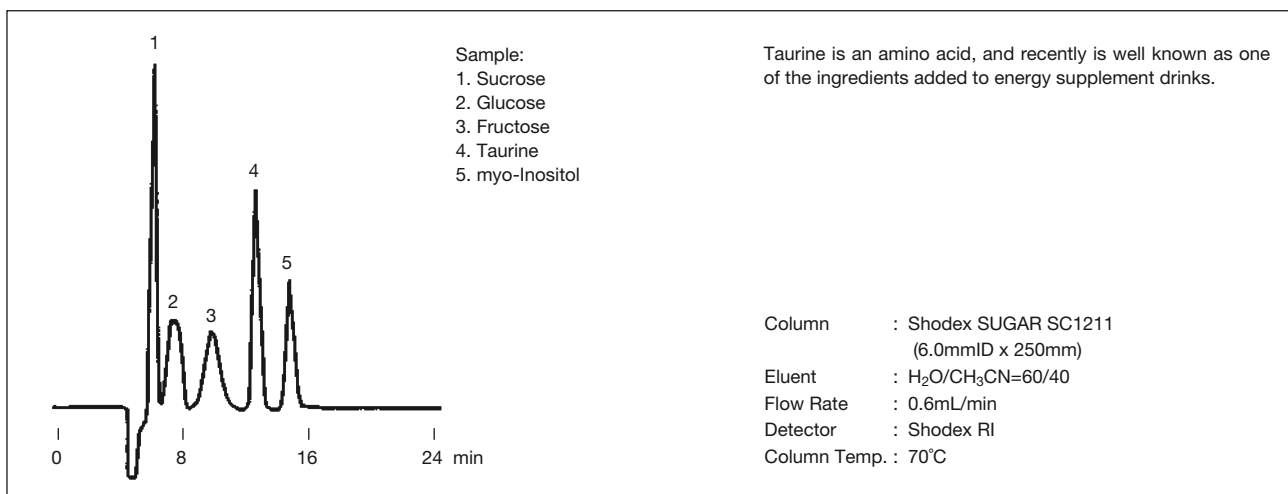 1
2
3
4
5
0
8
16
24 min
Sample:
1. Sucrose
2. Glucose
3. Fructose
4. Taurine
5. myo-Inositol
Taurine is an amino acid, and recently is well known as one
of the ingredients added to energy supplement drinks.
Column : Shodex SUGAR SC1211
(6.0mmID x 250mm)
Eluent : H₂O/CH₃CN=60/40
Flow Rate : 0.6mL/min
Detector : Shodex RI
Column Temp. : 70°C